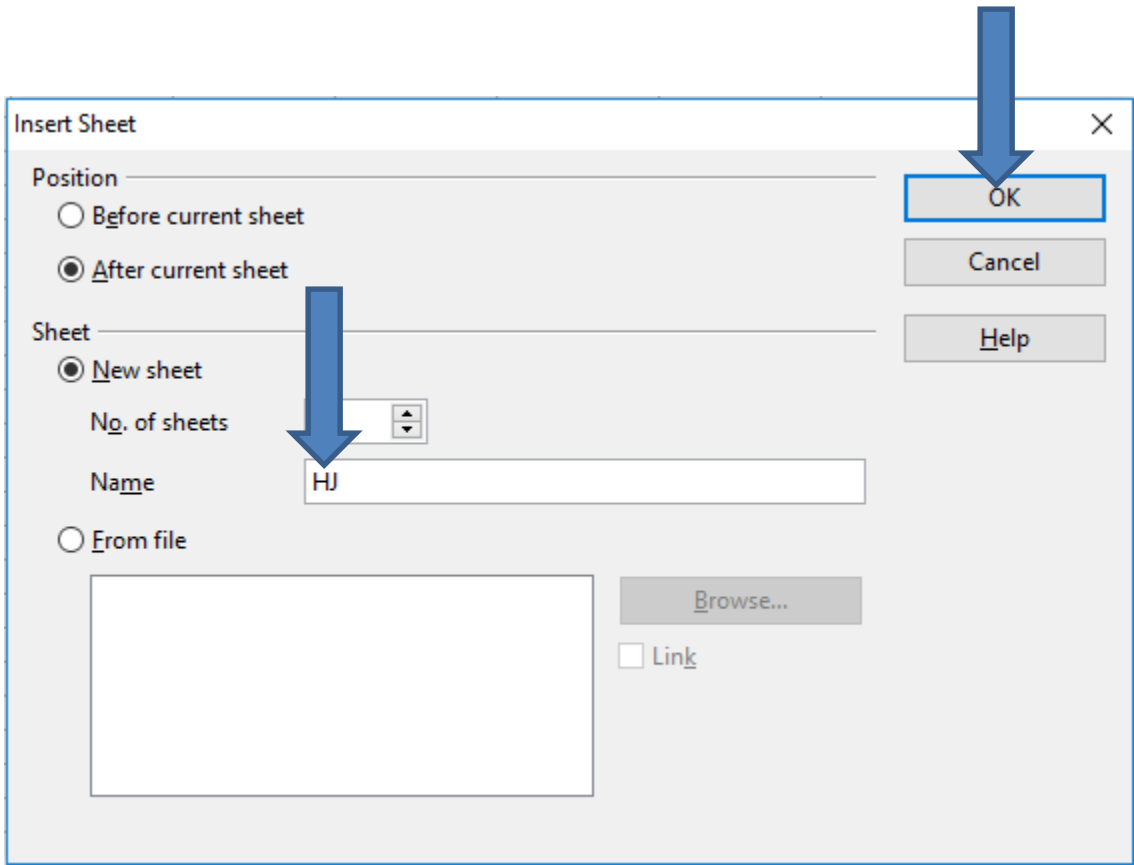 Insert Sheet
Position
Before current sheet
After current sheet
OK
Cancel
Help
Sheet
New sheet
No. of sheets
Name
HJ
From file
Browse...
Link